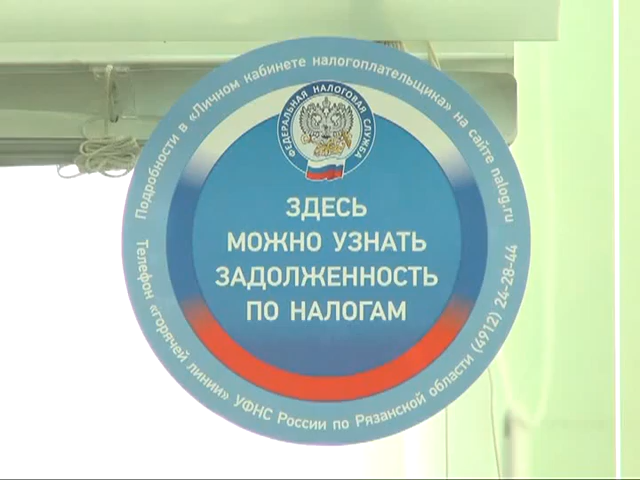 Подробности в «Личном кабинете налогоплательщика» на сайте nalog.ru
ФЕДЕРАЛЬНАЯ НАЛОГОВАЯ СЛУЖБА
ЗДЕСЬ
МОЖНО УЗНАТЬ
ЗАДОЛЖЕННОСТЬ
ПО НАЛОГАМ
Телефон «горячей линии» УФНС России по Рязанской области (4912) 24-28-44